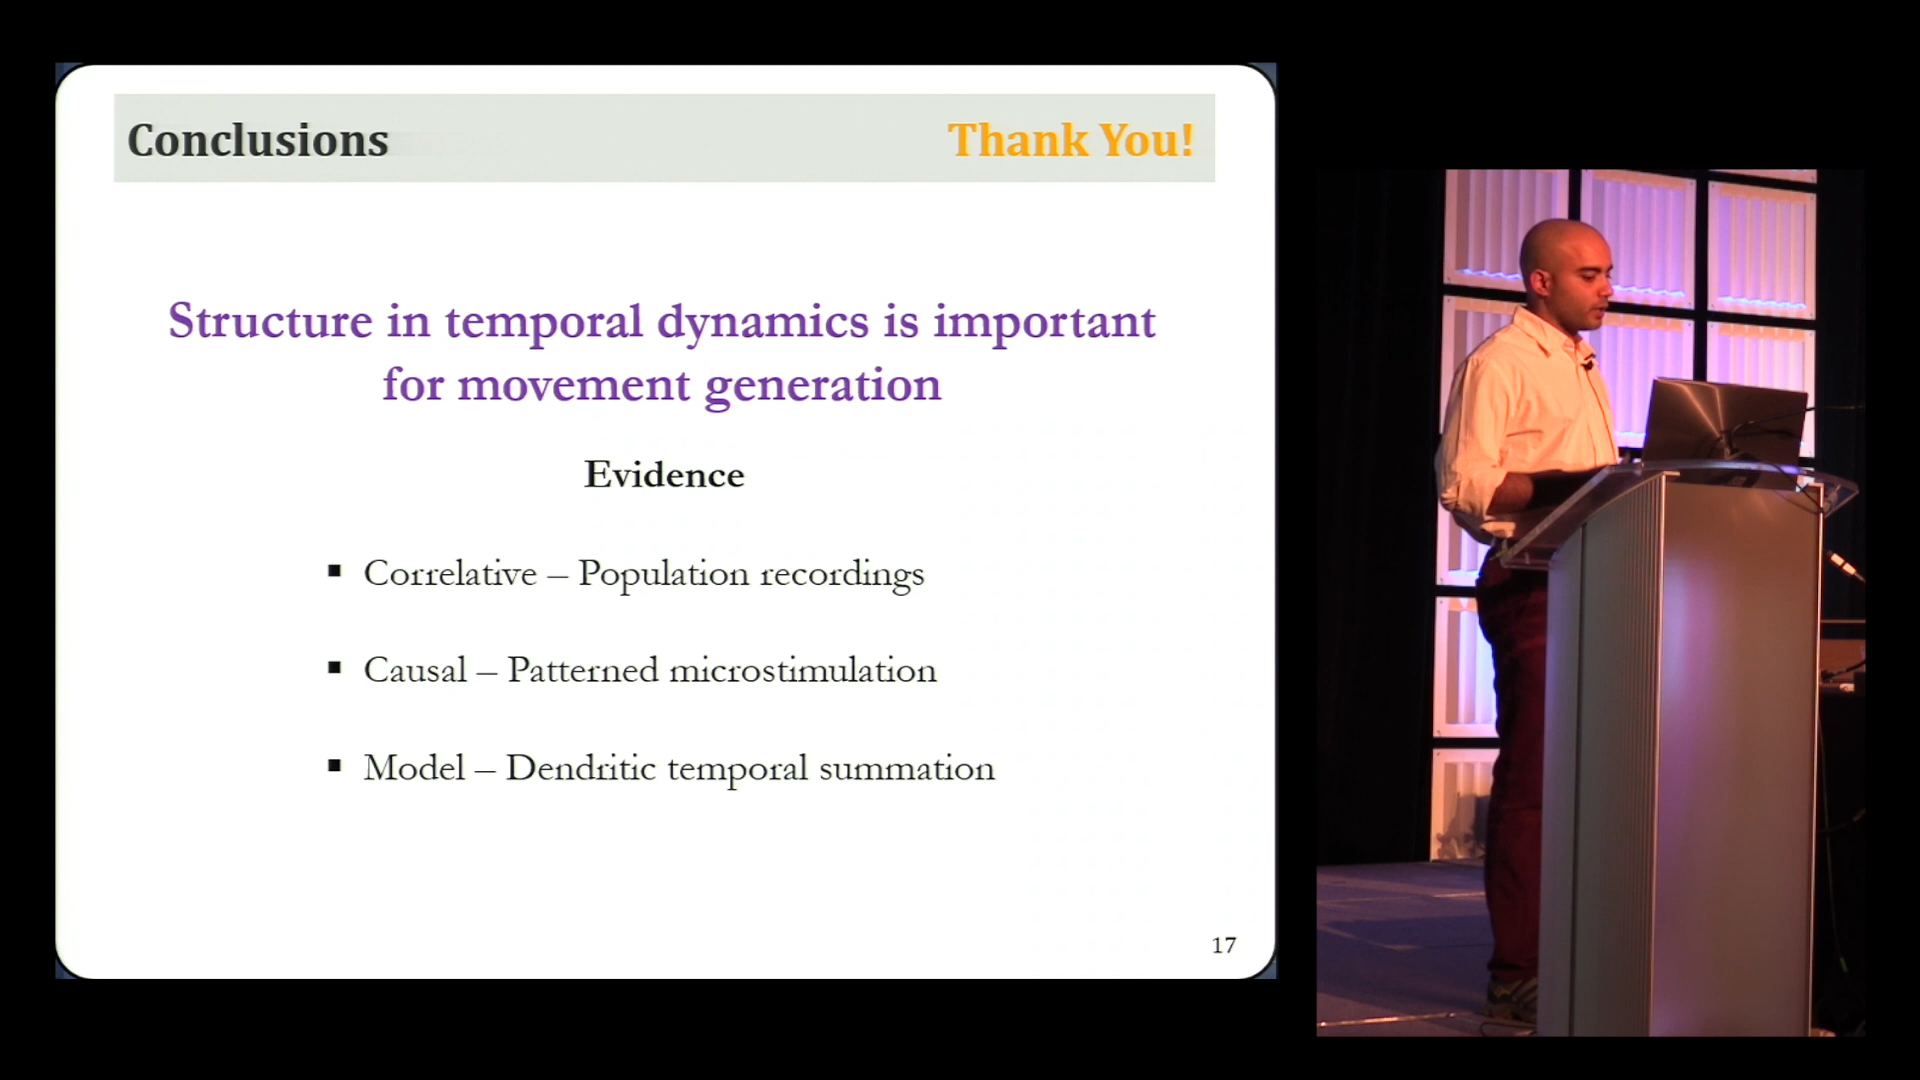 Conclusions
Thank You!
Structure in temporal dynamics is important
for movement generation
Evidence
▪ Correlative – Population recordings
▪ Causal – Patterned microstimulation
▪ Model – Dendritic temporal summation
17